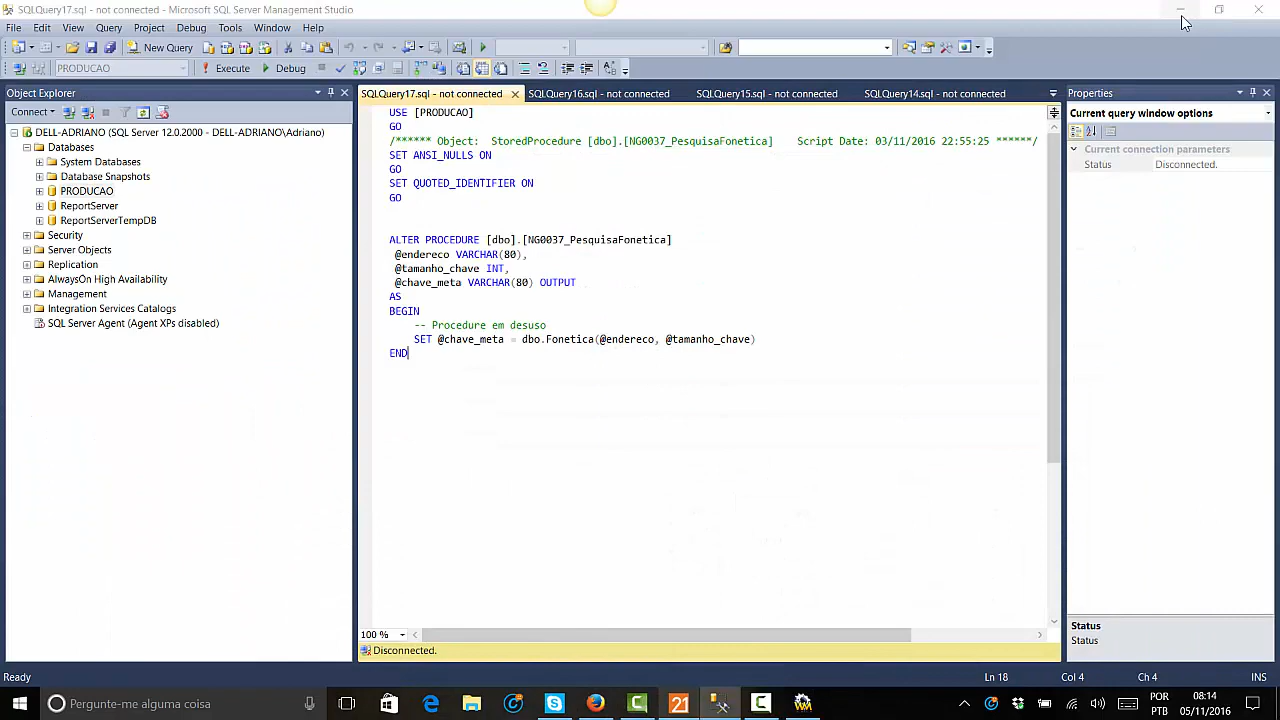 SQLQuery17.sql - not connected - Microsoft SQL Server Management Studio
File Edit View Query Project Debug Tools Window Help
New Query
PRODUCAO Execute Debug
Object Explorer
Connect
DELL-ADRIANO (SQL Server 12.0.2000 - DELL-ADRIANO\Adriano)
Databases
System Databases
Database Snapshots
PRODUCAO
ReportServer
ReportServerTempDB
Security
Server Objects
Replication
AlwaysOn High Availability
Management
Integration Services Catalogs
SQL Server Agent (Agent XPs disabled)
SQLQuery17.sql - not connected SQLQuery16.sql - not connected SQLQuery15.sql - not connected SQLQuery14.sql - not connected
USE [PRODUCAO]
GO
/****** Object:  StoredProcedure [dbo].[NG0037_PesquisaFonetica]    Script Date: 03/11/2016 22:55:25 ******/
SET ANSI_NULLS ON
GO
SET QUOTED_IDENTIFIER ON
GO
ALTER PROCEDURE [dbo].[NG0037_PesquisaFonetica]
@endereco VARCHAR(80),
@tamanho_chave INT,
@chave_meta VARCHAR(80) OUTPUT
AS
BEGIN
-- Procedure em desuso
SET @chave_meta = dbo.Fonetica(@endereco, @tamanho_chave)
END
100 %
Disconnected.
Properties
Current query window options
Current connection parameters
Status Disconnected.
Status
Status
Ready Ln 18 Col 4 Ch 4 INS
Pergunte-me alguma coisa
21
POR
PTB
08:14
05/11/2016